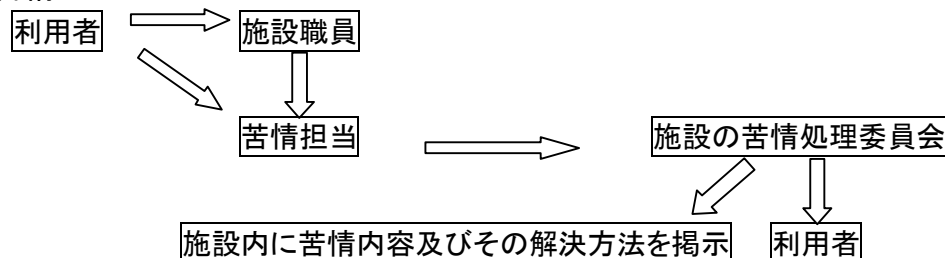 利用者 施設職員
苦情担当 施設の苦情処理委員会
施設内に苦情内容及びその解決方法を掲示 利用者